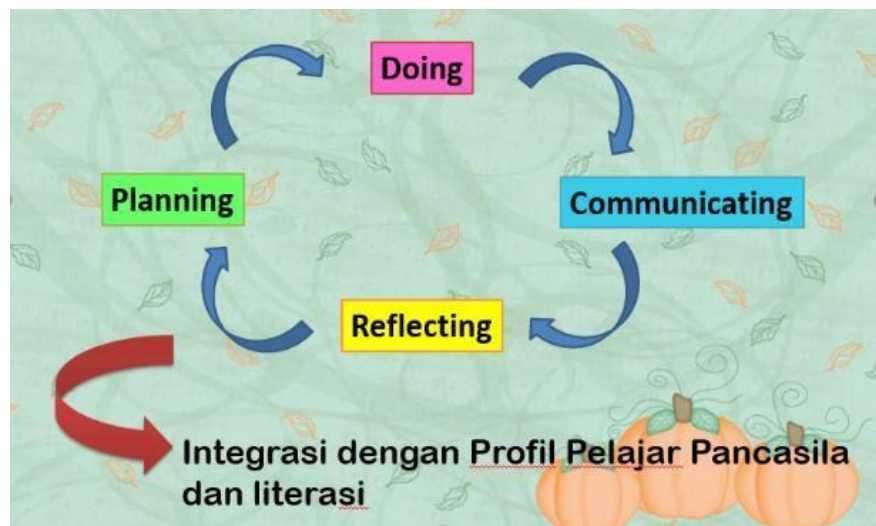 Doing
Planning
Communicating
Reflecting
Integrasi dengan Profil Pelajar Pancasila
dan literasi